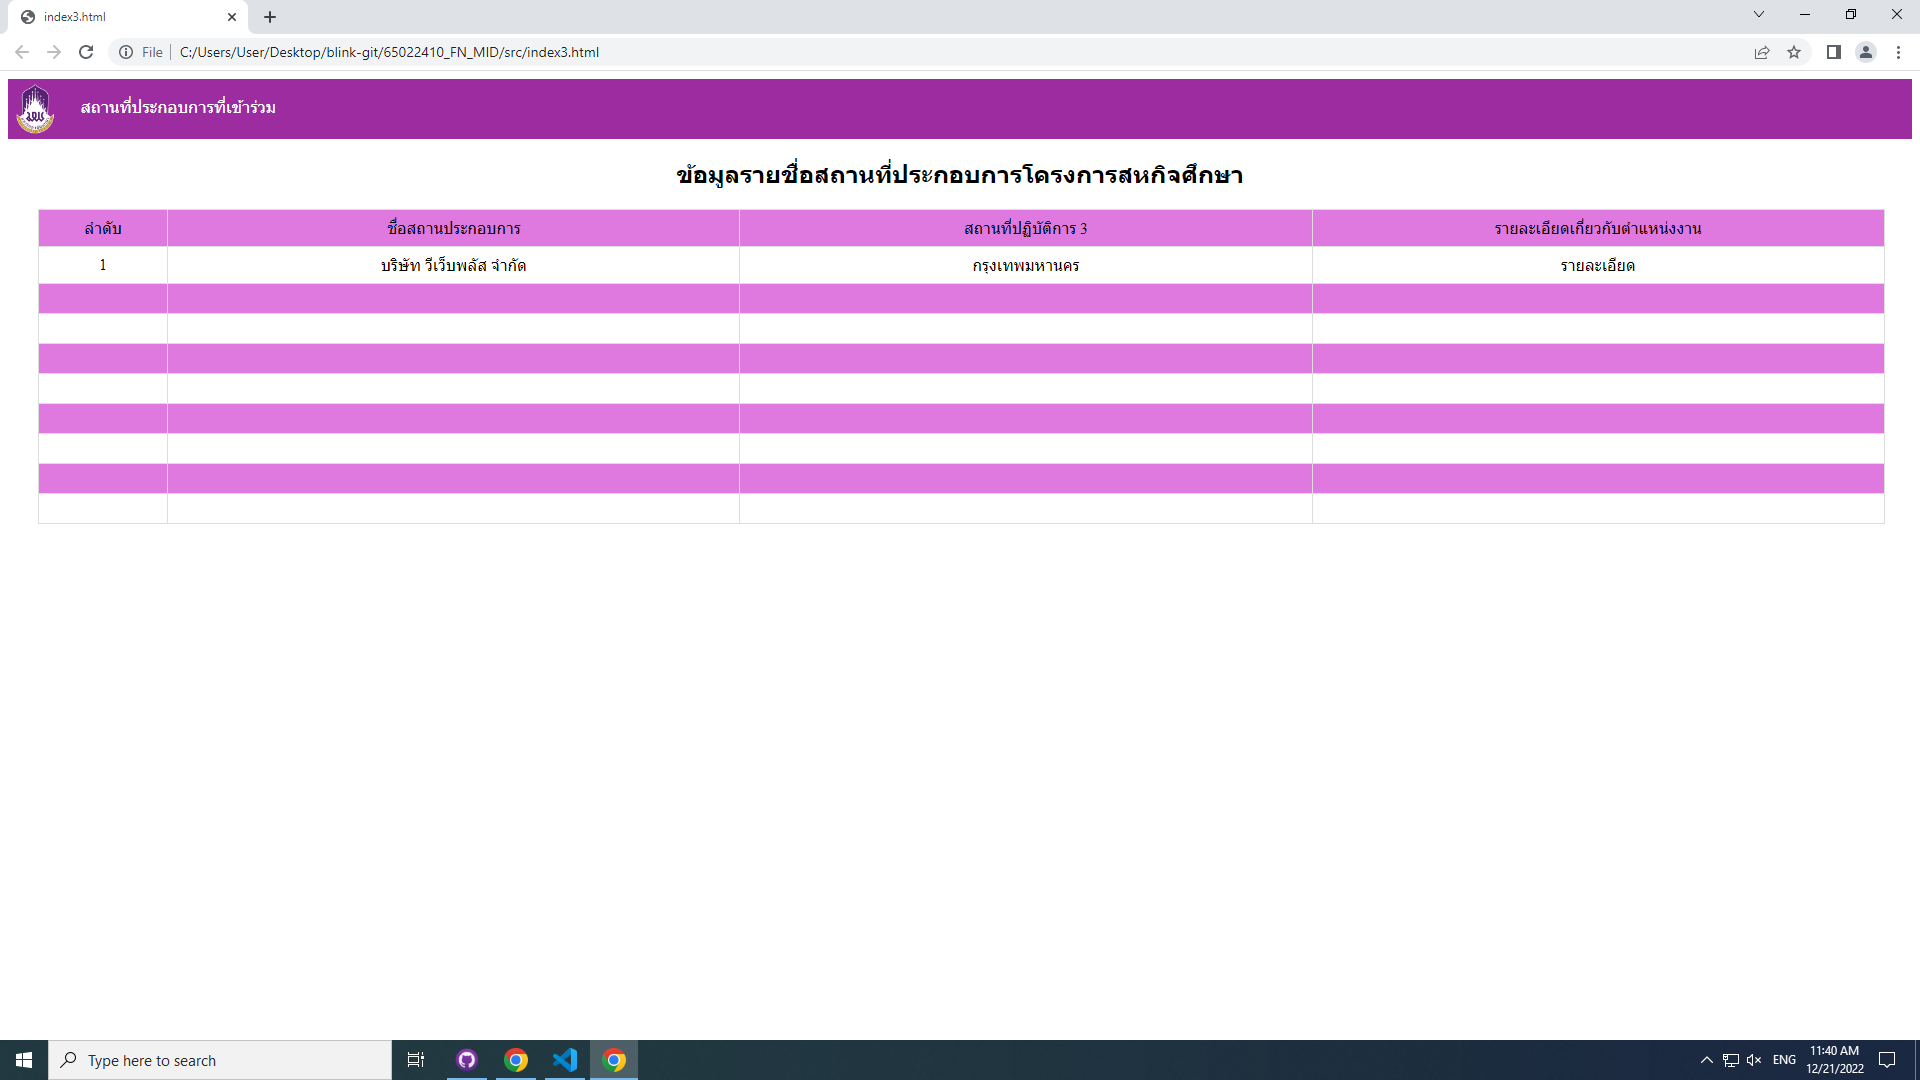 index3.html
File
C:/Users/User/Desktop/blink-git/65022410_FN_MID/src/index3.html
สถานที่ประกอบการที่เข้าร่วม
ข้อมูลรายชื่อสถานที่ประกอบการโครงการสหกิจศึกษา
ลำดับ ชื่อสถานประกอบการ สถานที่ปฏิบัติการ 3 รายละเอียดเกี่ยวกับตำแหน่งงาน
1 บริษัท วีเว็บพลัส จำกัด กรุงเทพมหานคร รายละเอียด
Type here to search
ENG
11:40 AM
12/21/2022